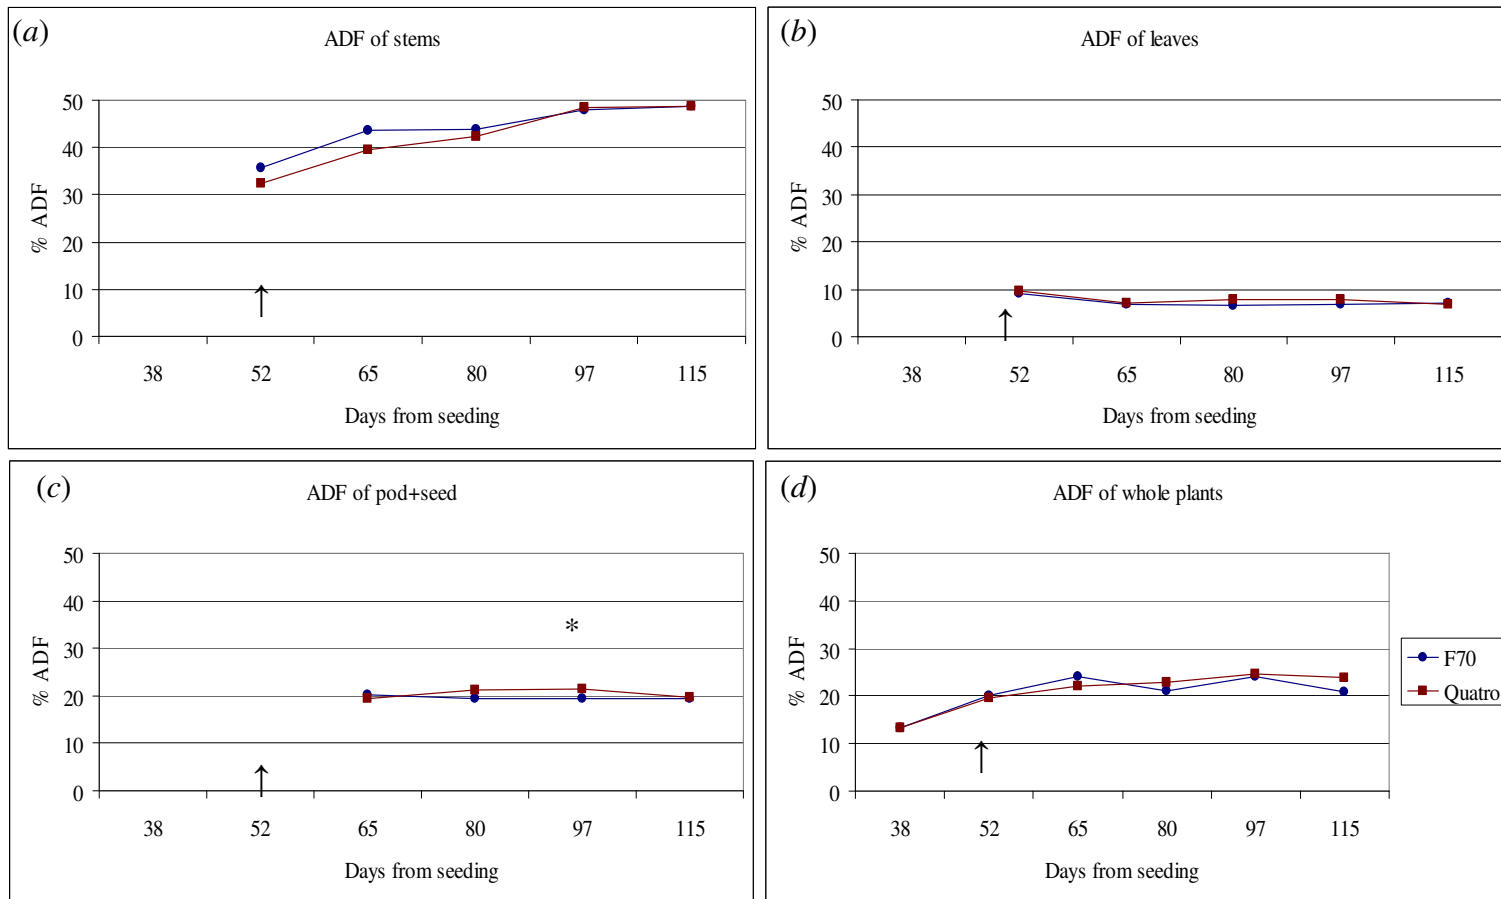 (a)
ADF of stems
50
40
30
20
10
0
% ADF
↑
38 52 65 80 97 115
Days from seeding
(b)
ADF of leaves
50
40
30
20
10
0
% ADF
↑
38 52 65 80 97 115
Days from seeding
(c)
ADF of pod+seed
50
40
30
20
10
0
% ADF
*
↑
38 52 65 80 97 115
Days from seeding
(d)
ADF of whole plants
50
40
30
20
10
0
% ADF
↑
38 52 65 80 97 115
Days from seeding
F70
Quatro